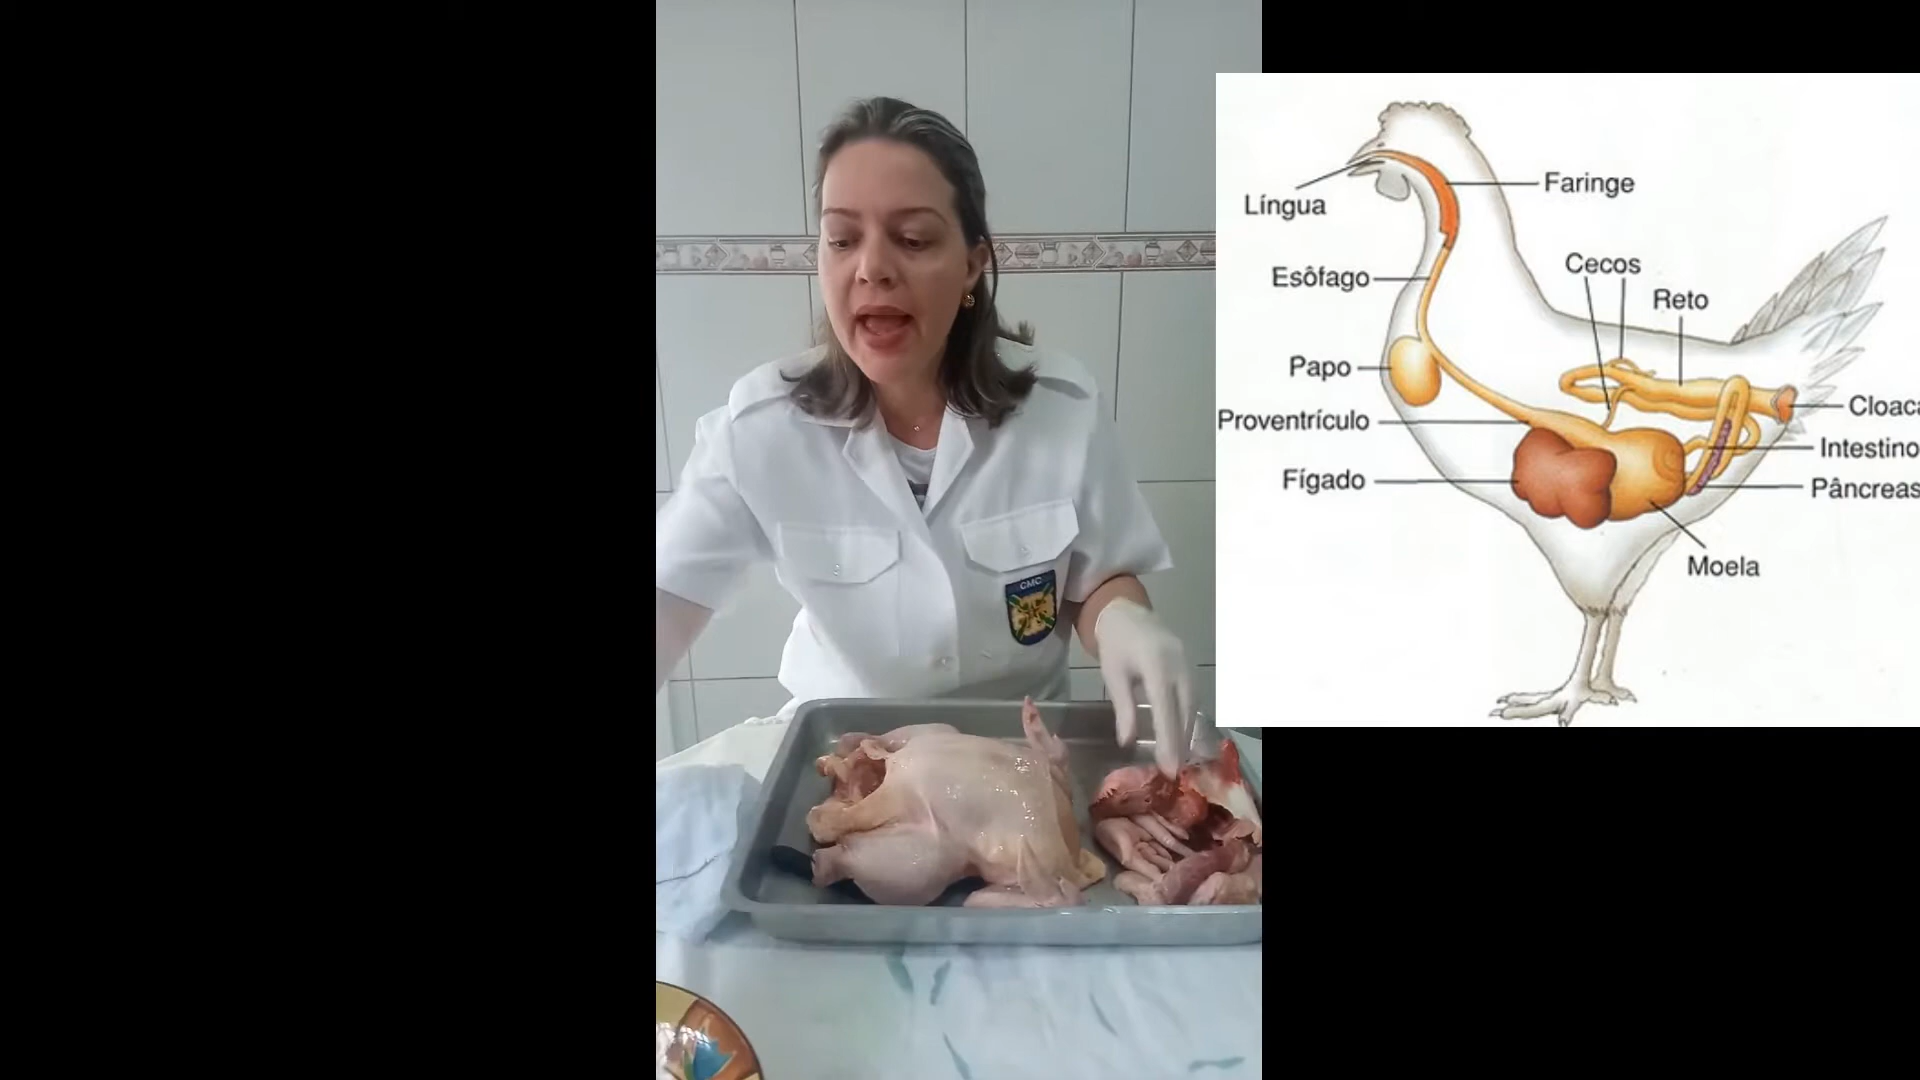 CMC
Faringe
Língua
Cecos
Esôfago
Reto
Papo
Cloaca
Proventrículo
Intestino
Fígado
Pâncreas
Moela